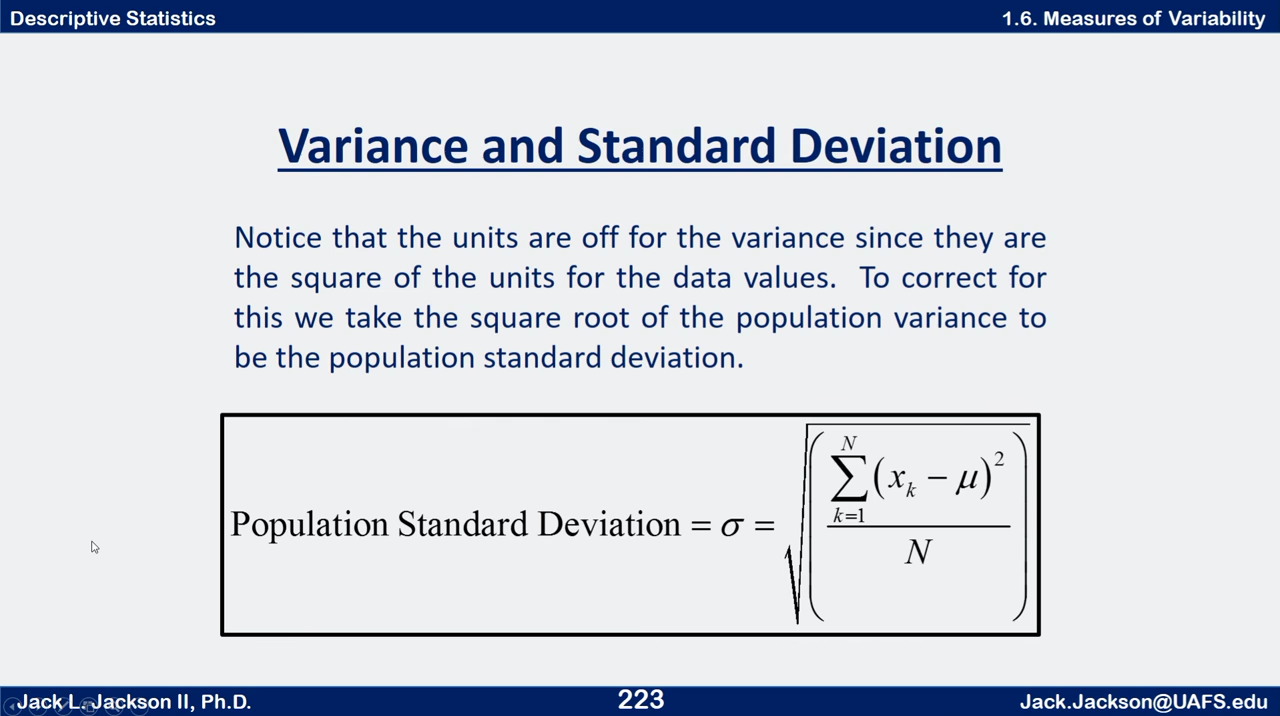 Descriptive Statistics
1.6. Measures of Variability
Variance and Standard Deviation
Notice that the units are off for the variance since they are
the square of the units for the data values. To correct for
this we take the square root of the population variance to
be the population standard deviation.
Population Standard Deviation = σ = √((∑_{k=1}^{N}(x_k − μ)^2)/N)
Jack L. Jackson II, Ph.D.
223
Jack.Jackson@UAFS.edu